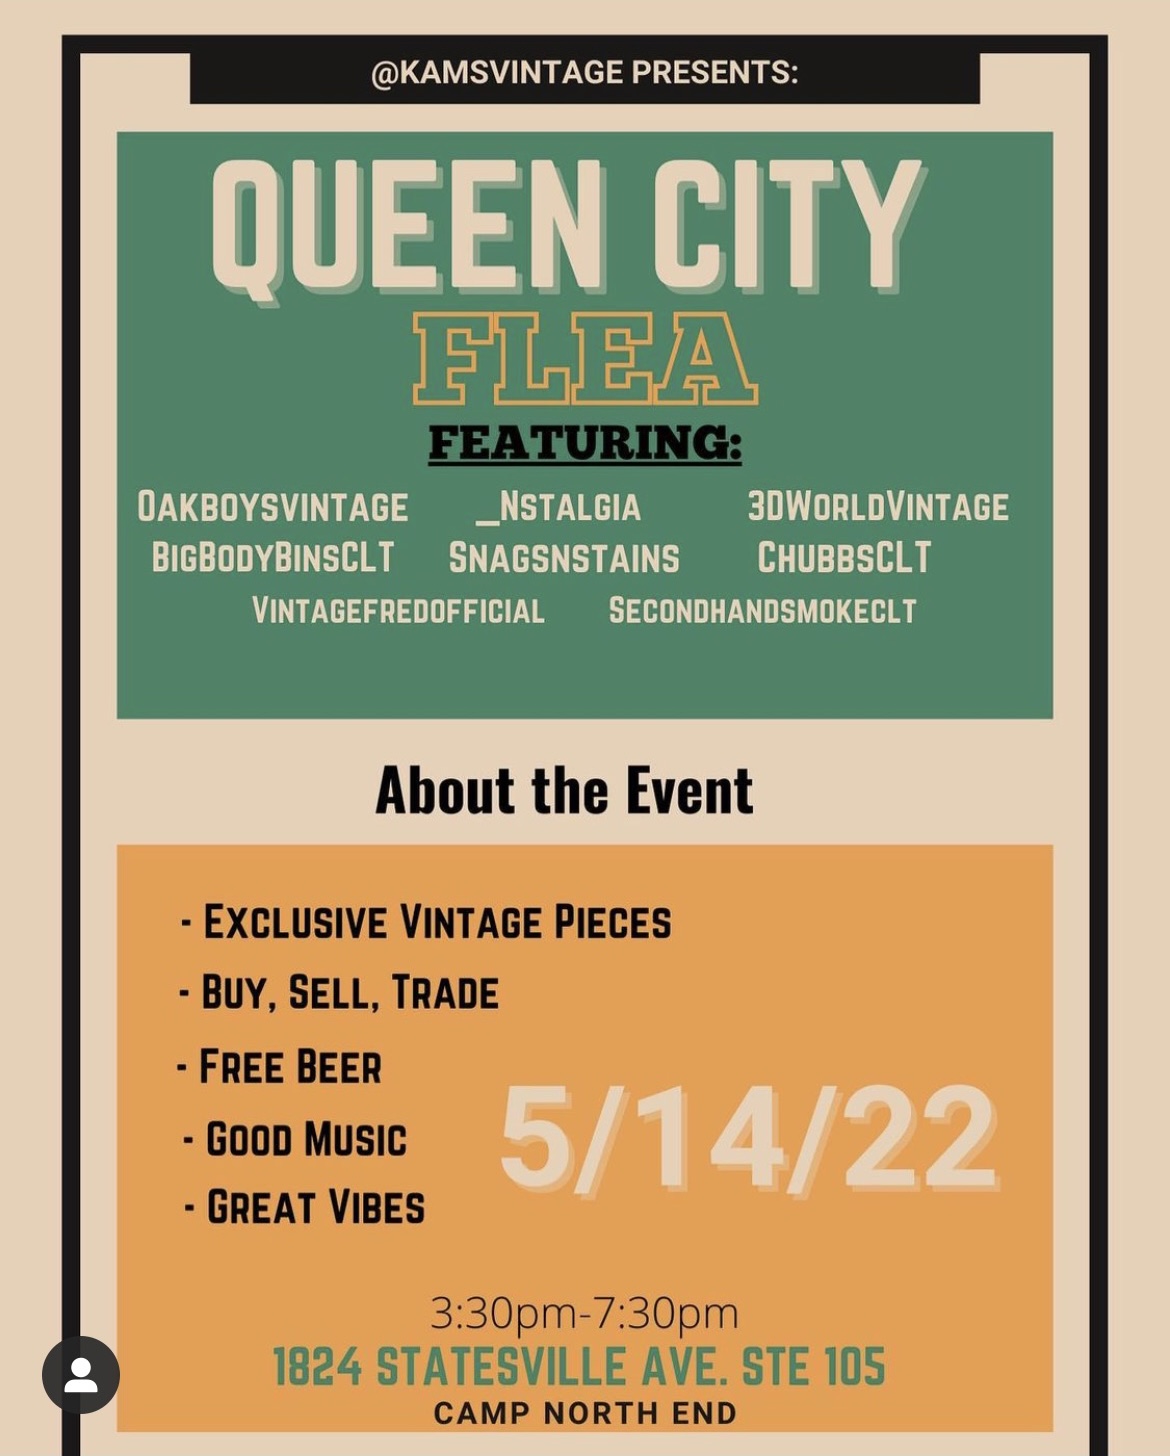 @KAMSVINTAGE PRESENTS:
QUEEN CITY
FLEA
FEATURING:
OAKBOYSVINTAGE _NSTALGIA 3DWORLDVINTAGE
BIGBODYBINSCLT SNAGSNSTAINS CHUBBSCLT
VINTAGEFREDOFFICIAL SECONDHANDSMOKECLT
About the Event
- EXCLUSIVE VINTAGE PIECES
- BUY, SELL, TRADE
- FREE BEER
- GOOD MUSIC
- GREAT VIBES
5/14/22
3:30pm-7:30pm
1824 STATESVILLE AVE. STE 105
CAMP NORTH END